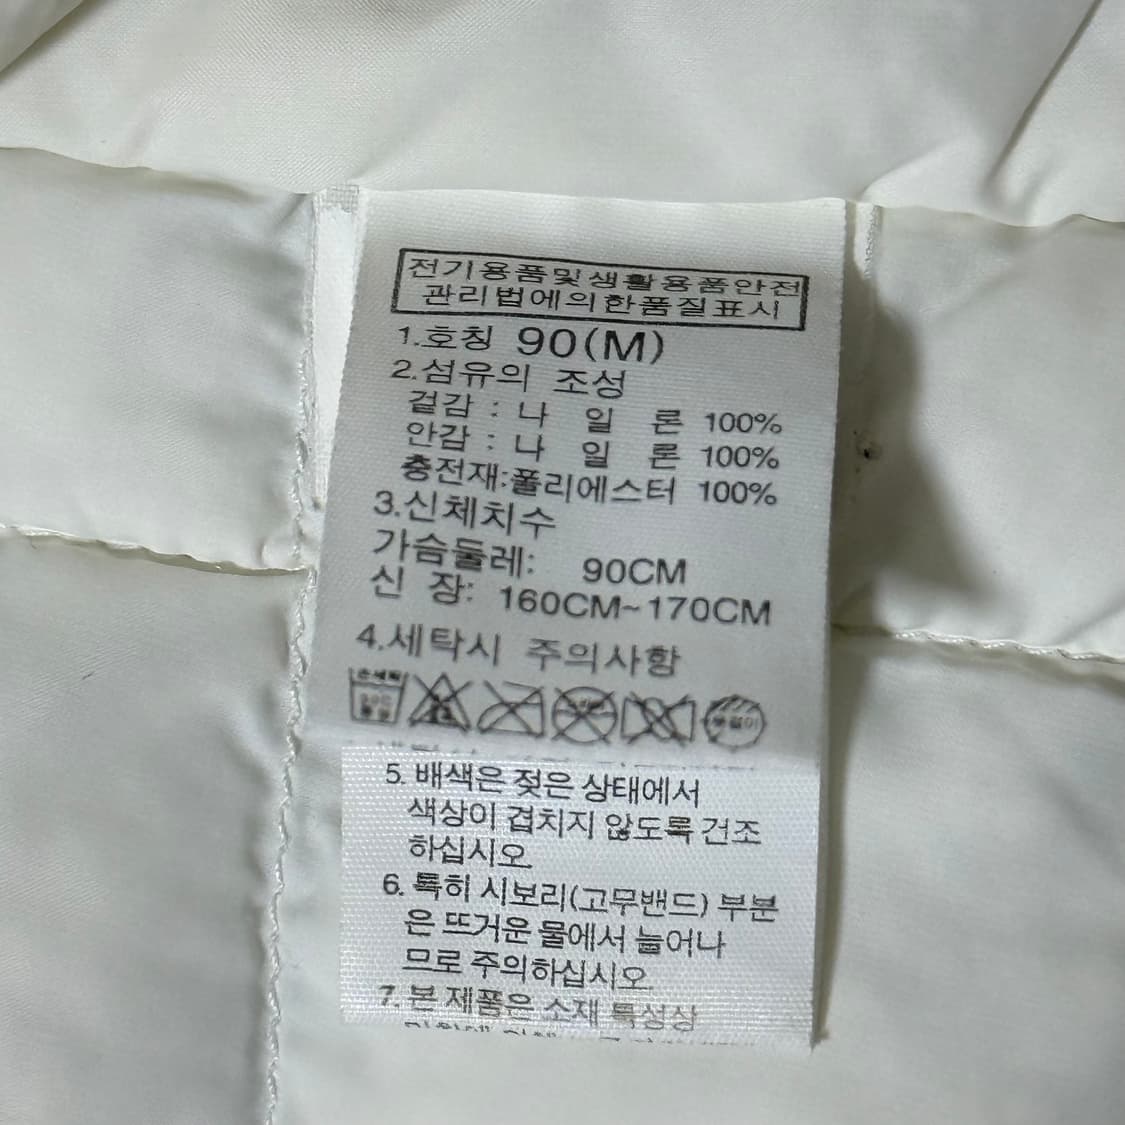 전기용품및생활용품안전
관리법에의한품질표시
1.호칭 90(M)
2.섬유의 조성
겉감 : 나 일 론 100%
안감 : 나 일 론 100%
충전재:폴리에스터 100%
3.신체치수
가슴둘레: 90CM
신 장: 160CM~170CM
4.세탁시 주의사항
손세탁
5. 배색은 젖은 상태에서
색상이 겹치지 않도록 건조
하십시오.
6. 특히 시보리(고무밴드) 부분
은 뜨거운 물에서 늘어나
므로 주의하십시오.
7. 본 제품은 소재 특성상